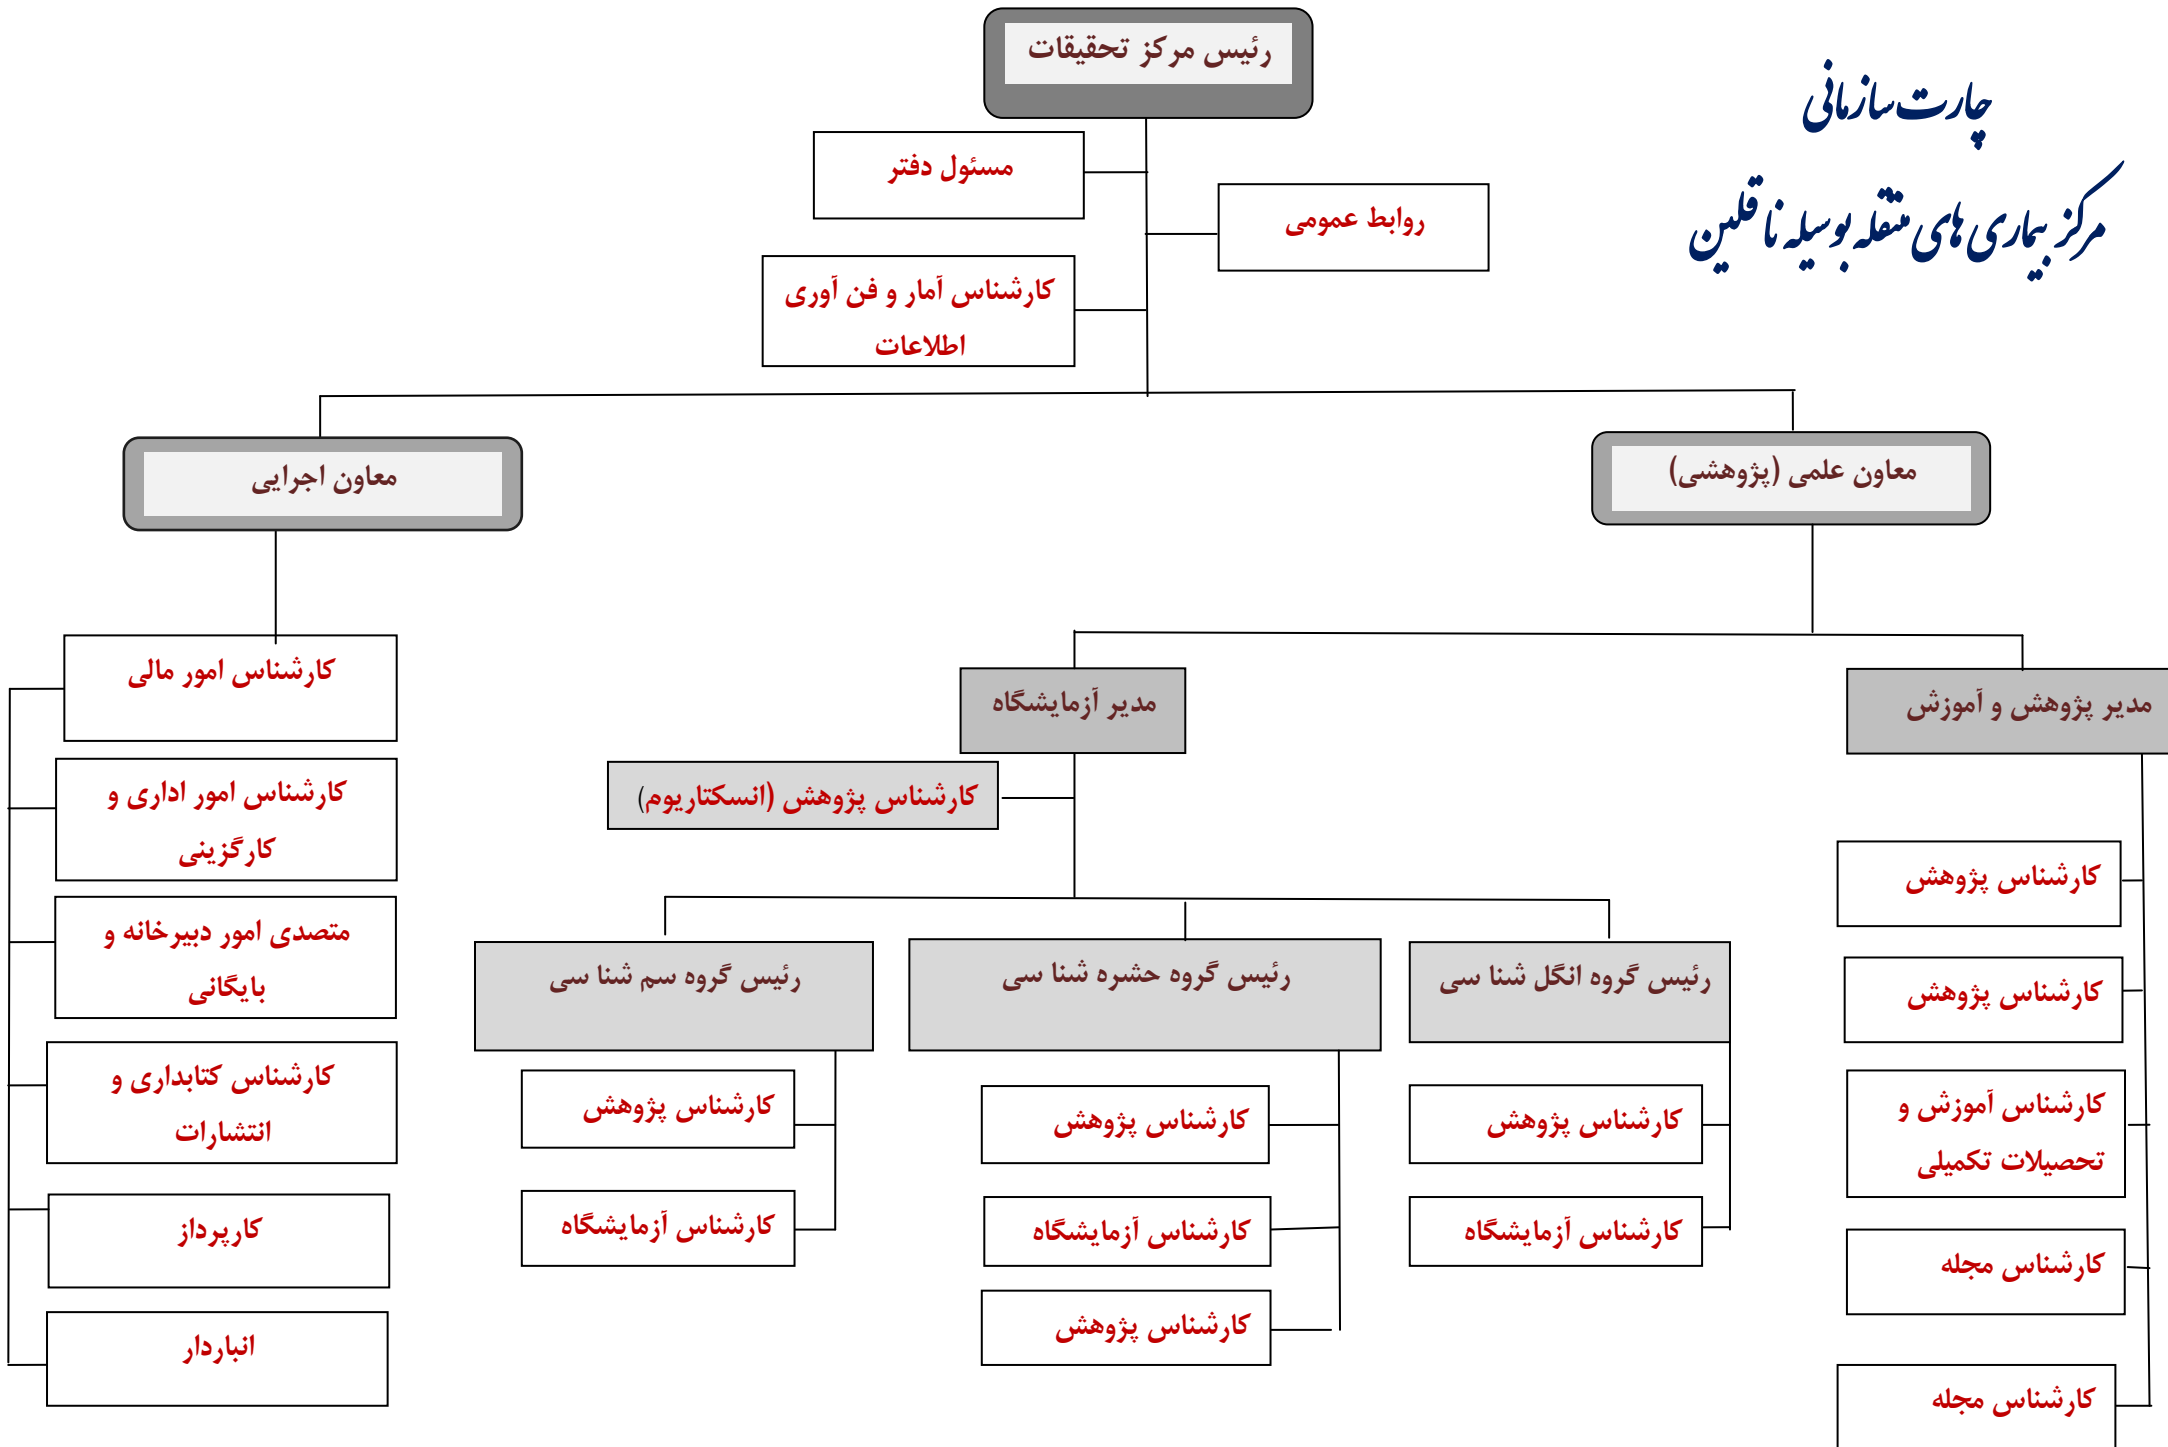 رئیس مرکز تحقیقات
چارت سازمانی
مرکز بیماری های منتقله بوسیله ناقلین
مسئول دفتر
روابط عمومی
کارشناس آمار و فن آوری
اطلاعات
معاون علمی (پژوهشی)
معاون اجرایی
مدیر پژوهش و آموزش
مدیر آزمایشگاه
کارشناس امور مالی
کارشناس پژوهش (انسکتاریوم)
کارشناس امور اداری و
کارگزینی
کارشناس پژوهش
متصدی امور دبیرخانه و
بایگانی
رئیس گروه انگل شنا سی
رئیس گروه حشره شنا سی
رئیس گروه سم شنا سی
کارشناس پژوهش
کارشناس کتابداری و
انتشارات
کارشناس آموزش و
تحصیلات تکمیلی
کارشناس پژوهش
کارشناس پژوهش
کارشناس پژوهش
کارشناس آزمایشگاه
کارشناس آزمایشگاه
کارشناس آزمایشگاه
کارپرداز
کارشناس مجله
کارشناس پژوهش
انباردار
کارشناس مجله